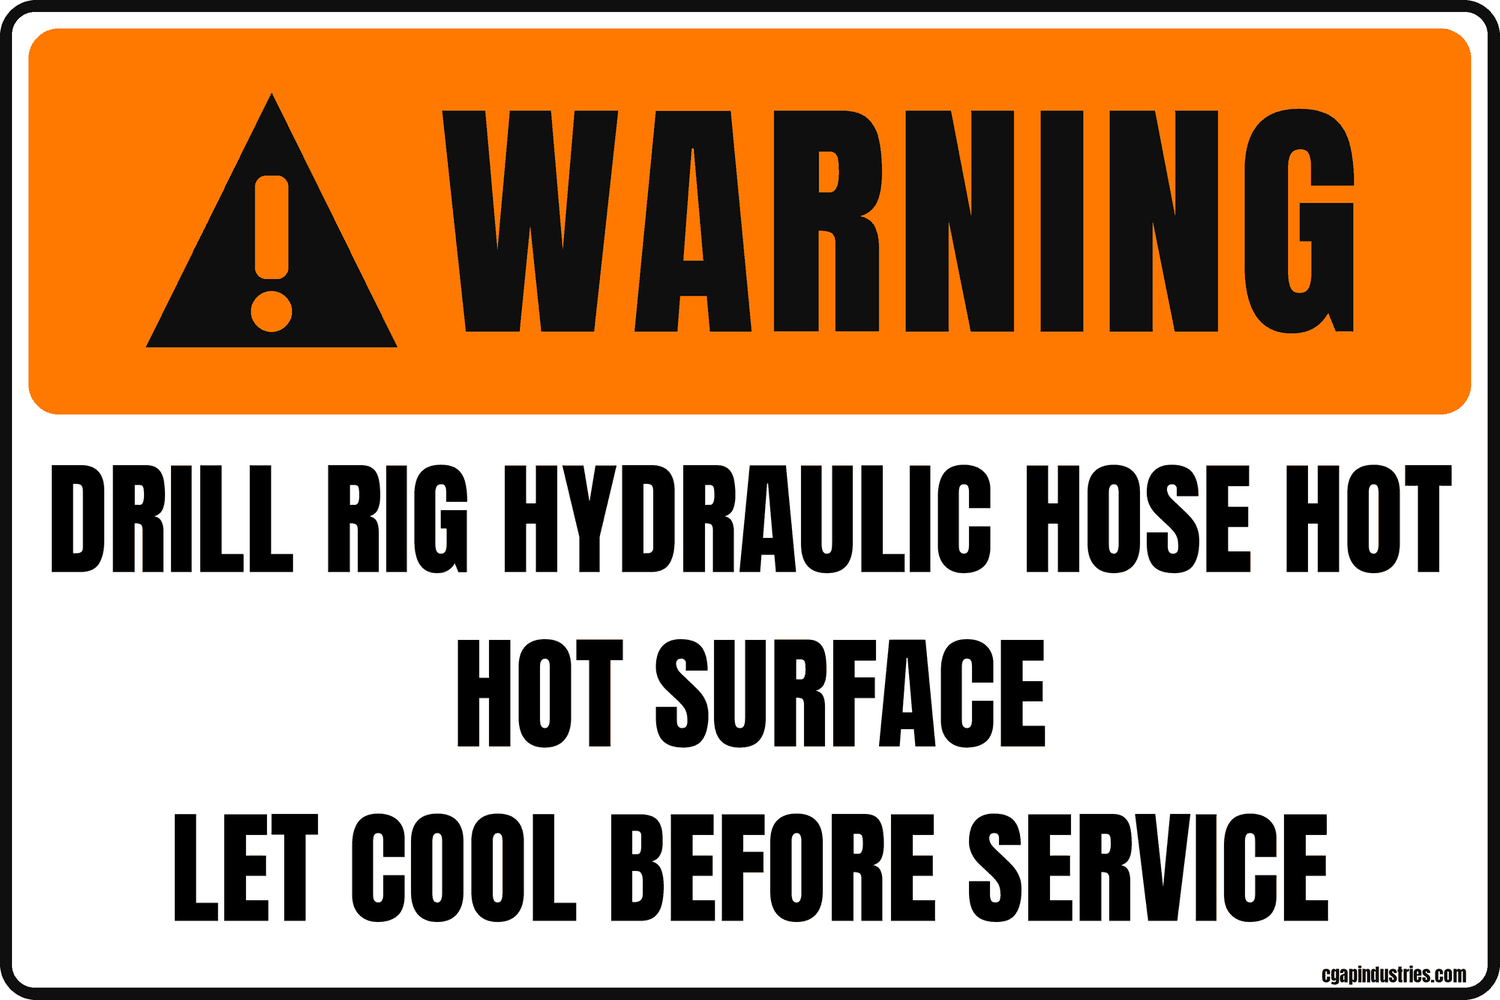 WARNING
DRILL RIG HYDRAULIC HOSE HOT
HOT SURFACE
LET COOL BEFORE SERVICE
cgapindustries.com